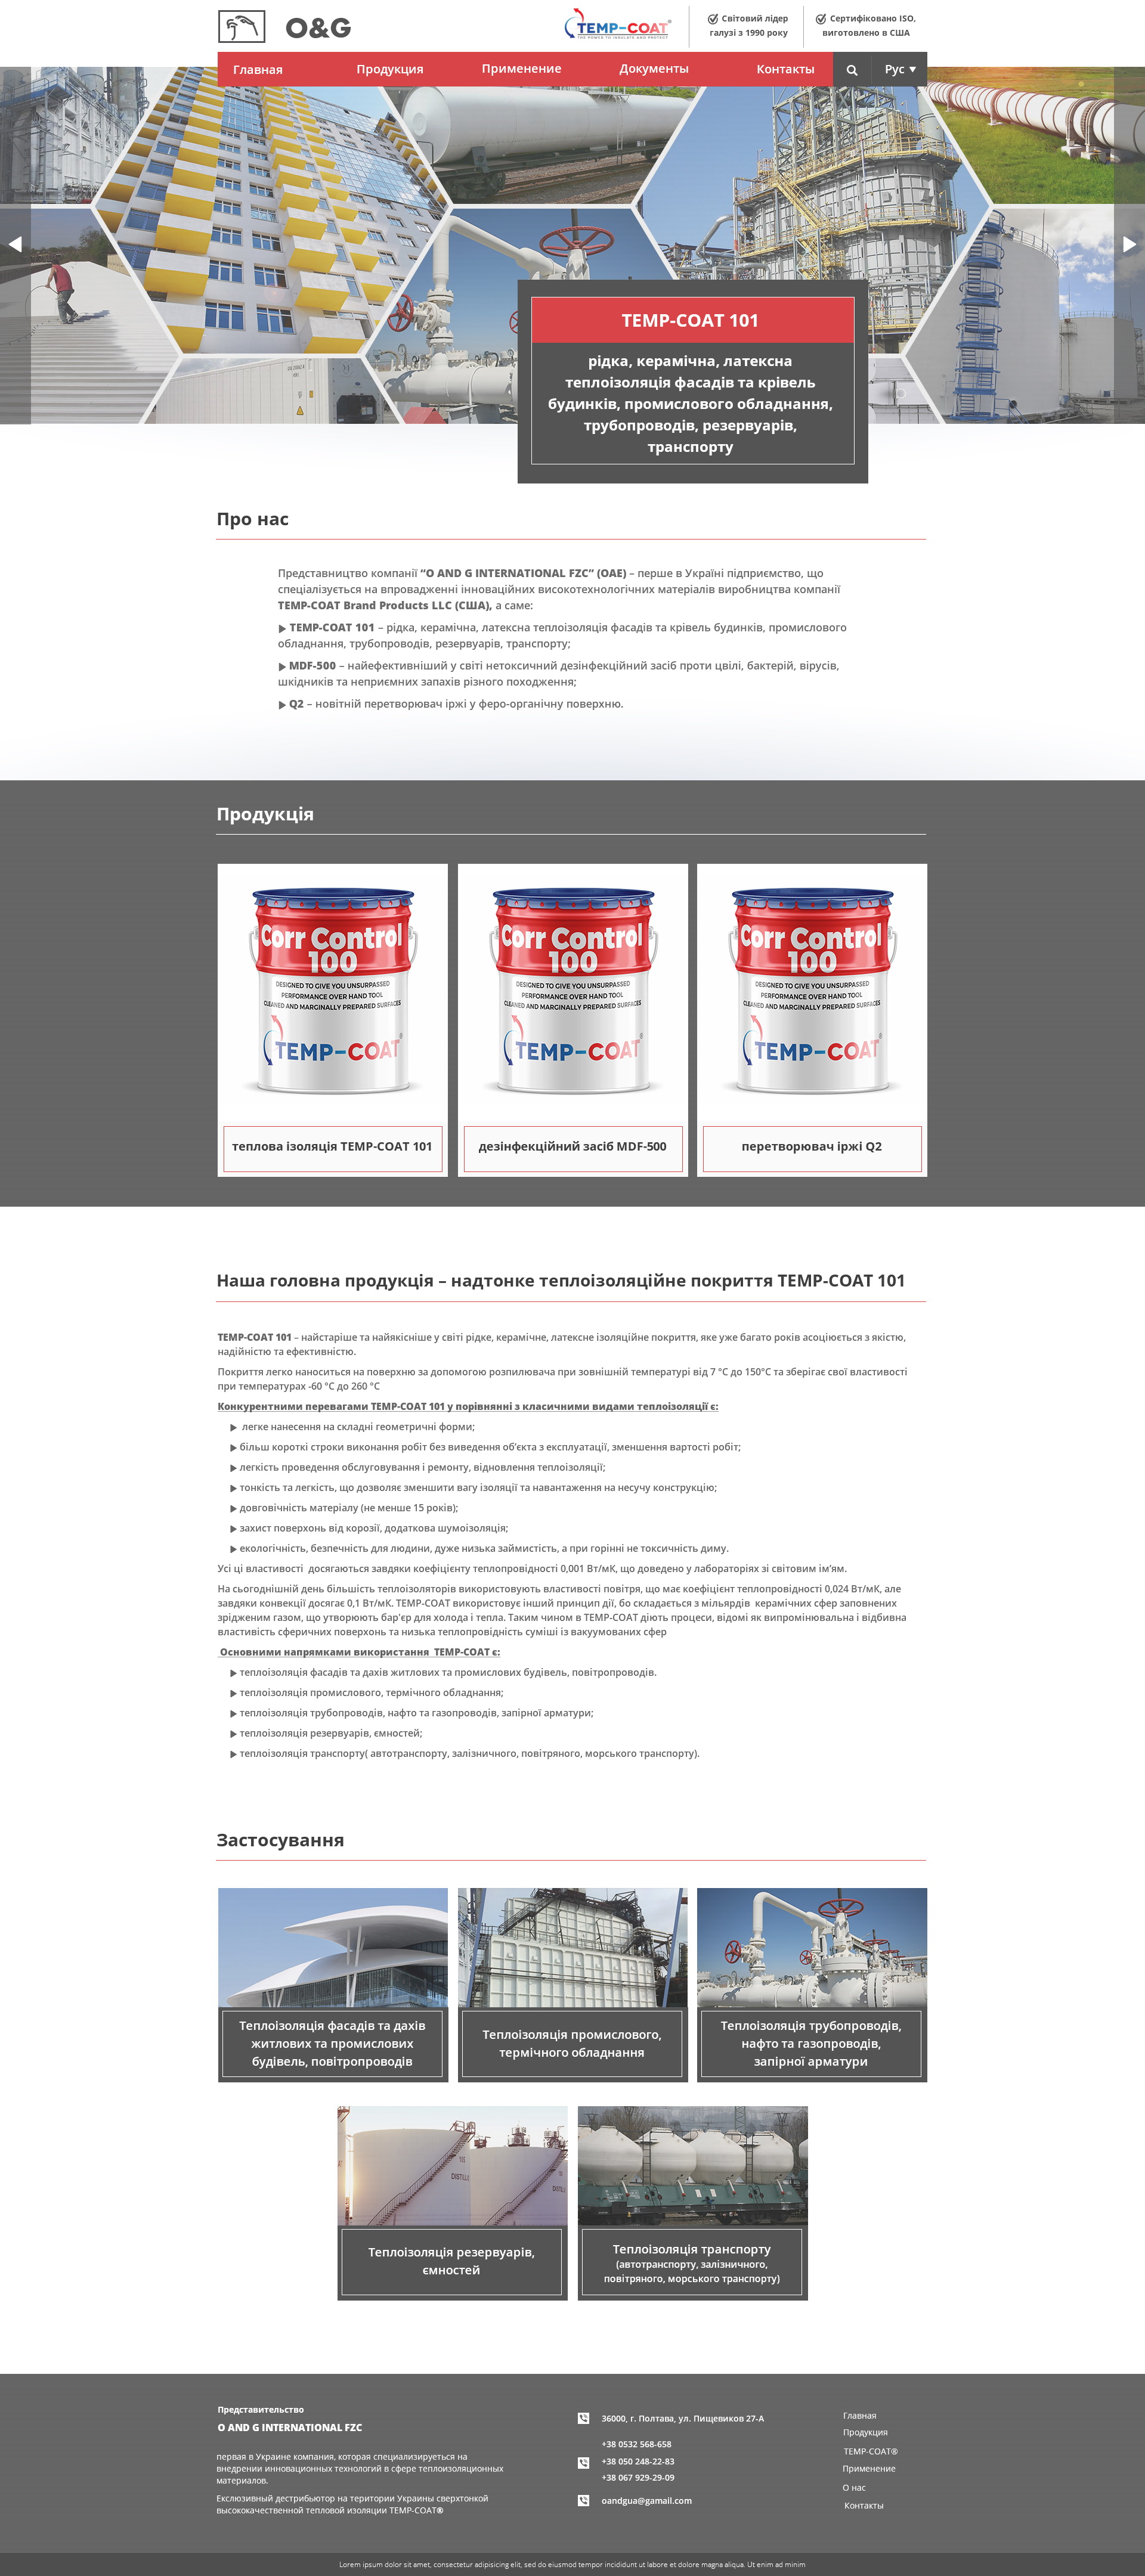 O&G
TEMP-COAT®
THE POWER TO INSULATE AND PROTECT
Світовий лідер
галузі з 1990 року
Сертифіковано ISO,
виготовлено в США
Главная
Продукция
Применение
Документы
Контакты
Рус
TEMP-COAT 101
рідка, керамічна, латексна
теплоізоляція фасадів та крівель
будинків, промислового обладнання,
трубопроводів, резервуарів,
транспорту
Про нас
Представництво компанії “O AND G INTERNATIONAL FZC” (ОАЕ) – перше в Україні підприємство, що
спеціалізується на впровадженні інноваційних високотехнологічних матеріалів виробництва компанії
TEMP-COAT Brand Products LLC (США), а саме:
TEMP-COAT 101 – рідка, керамічна, латексна теплоізоляція фасадів та крівель будинків, промислового
обладнання, трубопроводів, резервуарів, транспорту;
MDF-500 – найефективніший у світі нетоксичний дезінфекційний засіб проти цвілі, бактерій, вірусів,
шкідників та неприємних запахів різного походження;
Q2 – новітній перетворювач іржі у феро-органічну поверхню.
Продукція
Corr Control
100
DESIGNED TO GIVE YOU UNSURPASSED
PERFORMANCE OVER HAND TOOL
CLEANED AND MARGINALLY PREPARED SURFACES
TEMP-COAT®
теплова ізоляція TEMP-COAT 101
Corr Control
100
DESIGNED TO GIVE YOU UNSURPASSED
PERFORMANCE OVER HAND TOOL
CLEANED AND MARGINALLY PREPARED SURFACES
TEMP-COAT®
дезінфекційний засіб MDF-500
Corr Control
100
DESIGNED TO GIVE YOU UNSURPASSED
PERFORMANCE OVER HAND TOOL
CLEANED AND MARGINALLY PREPARED SURFACES
TEMP-COAT®
перетворювач іржі Q2
Наша головна продукція – надтонке теплоізоляційне покриття TEMP-COAT 101
TEMP-COAT 101 – найстаріше та найякісніше у світі рідке, керамічне, латексне ізоляційне покриття, яке уже багато років асоціюється з якістю,
надійністю та ефективністю.
Покриття легко наноситься на поверхню за допомогою розпилювача при зовнішній температурі від 7 °C до 150°C та зберігає свої властивості
при температурах -60 °C до 260 °C
Конкурентними перевагами TEMP-COAT 101 у порівнянні з класичними видами теплоізоляції є:
легке нанесення на складні геометричні форми;
більш короткі строки виконання робіт без виведення об’єкта з експлуатації, зменшення вартості робіт;
легкість проведення обслуговування і ремонту, відновлення теплоізоляції;
тонкість та легкість, що дозволяє зменшити вагу ізоляції та навантаження на несучу конструкцію;
довговічність матеріалу (не менше 15 років);
захист поверхонь від корозії, додаткова шумоізоляція;
екологічність, безпечність для людини, дуже низька займистість, а при горінні не токсичність диму.
Усі ці властивості досягаються завдяки коефіцієнту теплопровідності 0,001 Вт/мК, що доведено у лабораторіях зі світовим ім’ям.
На сьогоднішній день більшість теплоізоляторів використовують властивості повітря, що має коефіцієнт теплопровідності 0,024 Вт/мК, але
завдяки конвекції досягає 0,1 Вт/мК. TEMP-COAT використовує інший принцип дії, бо складається з мільярдів керамічних сфер заповнених
зрідженим газом, що утворюють бар'єр для холода і тепла. Таким чином в TEMP-COAT діють процеси, відомі як випромінювальна і відбивна
властивість сферичних поверхонь та низька теплопровідність суміші із вакуумованих сфер
Основними напрямками використання TEMP-COAT є:
теплоізоляція фасадів та дахів житлових та промислових будівель, повітропроводів.
теплоізоляція промислового, термічного обладнання;
теплоізоляція трубопроводів, нафто та газопроводів, запірної арматури;
теплоізоляція резервуарів, ємностей;
теплоізоляція транспорту( автотранспорту, залізничного, повітряного, морського транспорту).
Застосування
Теплоізоляція фасадів та дахів
житлових та промислових
будівель, повітропроводів
Теплоізоляція промислового,
термічного обладнання
Теплоізоляція трубопроводів,
нафто та газопроводів,
запірної арматури
Теплоізоляція резервуарів,
ємностей
Теплоізоляція транспорту
(автотранспорту, залізничного,
повітряного, морського транспорту)
Представительство
O AND G INTERNATIONAL FZC
первая в Украине компания, которая специализируеться на
внедрении инновационных технологий в сфере теплоизоляционных
материалов.
Екслюзивный дестрибьютор на територии Украины сверхтонкой
высококачественной тепловой изоляции TEMP-COAT®
36000, г. Полтава, ул. Пищевиков 27-А
+38 0532 568-658
+38 050 248-22-83
+38 067 929-29-09
oandgua@gamail.com
Главная
Продукция
TEMP-COAT®
Применение
О нас
Контакты
Lorem ipsum dolor sit amet, consectetur adipisicing elit, sed do eiusmod tempor incididunt ut labore et dolore magna aliqua. Ut enim ad minim